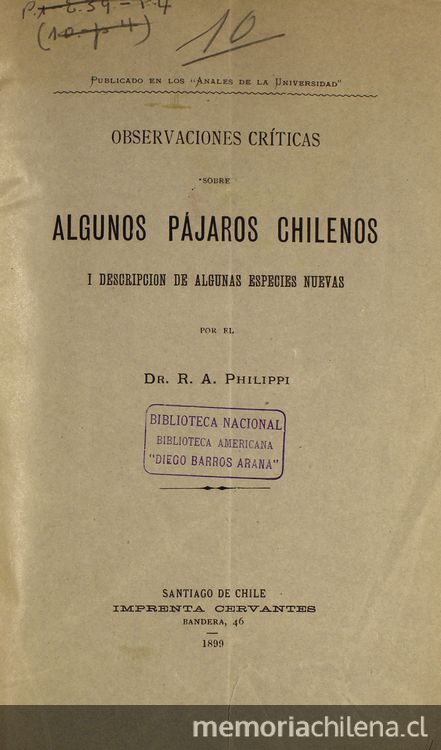 10
(10-p4)
PUBLICADO EN LOS "ANALES DE LA UNIVERSIDAD"
OBSERVACIONES CRÍTICAS
SOBRE
ALGUNOS PÁJAROS CHILENOS
I DESCRIPCION DE ALGUNAS ESPECIES NUEVAS
POR EL
DR. R. A. PHILIPPI
BIBLIOTECA NACIONAL
BIBLIOTECA AMERICANA
"DIEGO BARROS ARANA"
SANTIAGO DE CHILE
IMPRENTA CERVANTES
BANDERA, 46
1899
memoriachilena.cl